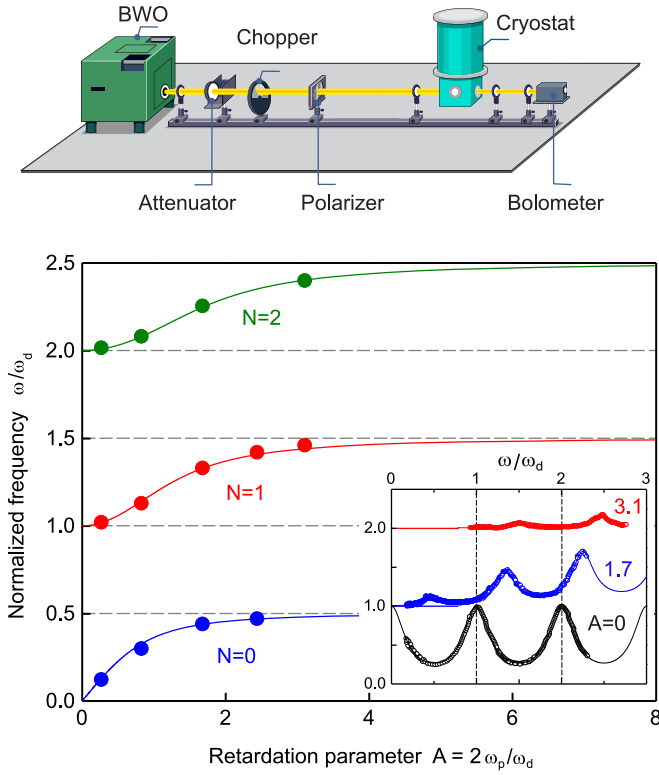 BWO
Chopper
Cryostat
Attenuator
Polarizer
Bolometer
Normalized frequency ω/ω_d
2.5
2.0
1.5
1.0
0.5
0.0
N=2
N=1
N=0
ω/ω_d
0 1 2 3
2.0
1.0
0.0
3.1
1.7
A=0
0 2 4 6 8
Retardation parameter A = 2ω_p/ω_d